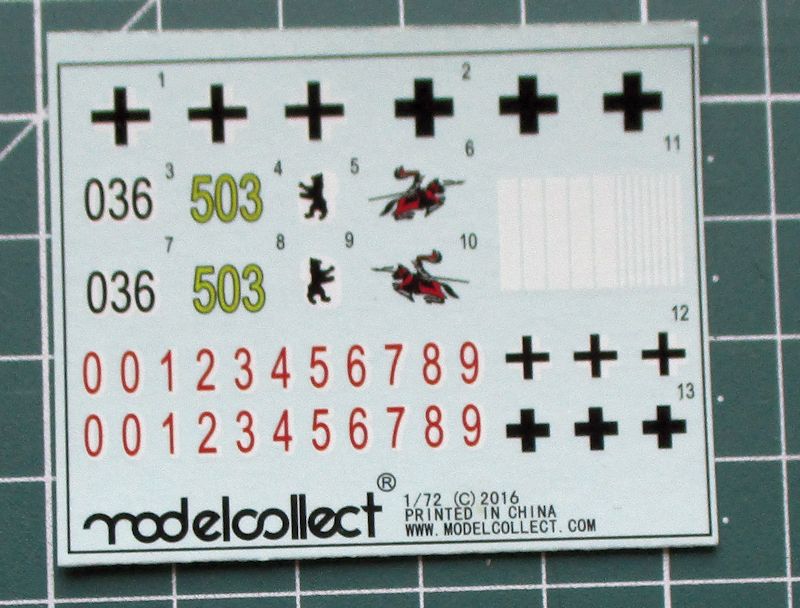 1 2
3 4 5 6 11
036 503
7 8 9 10
036 503
12
0 0 1 2 3 4 5 6 7 8 9
13
0 0 1 2 3 4 5 6 7 8 9
modelcollect®
1/72 (C)2016
PRINTED IN CHINA
WWW.MODELCOLLECT.COM